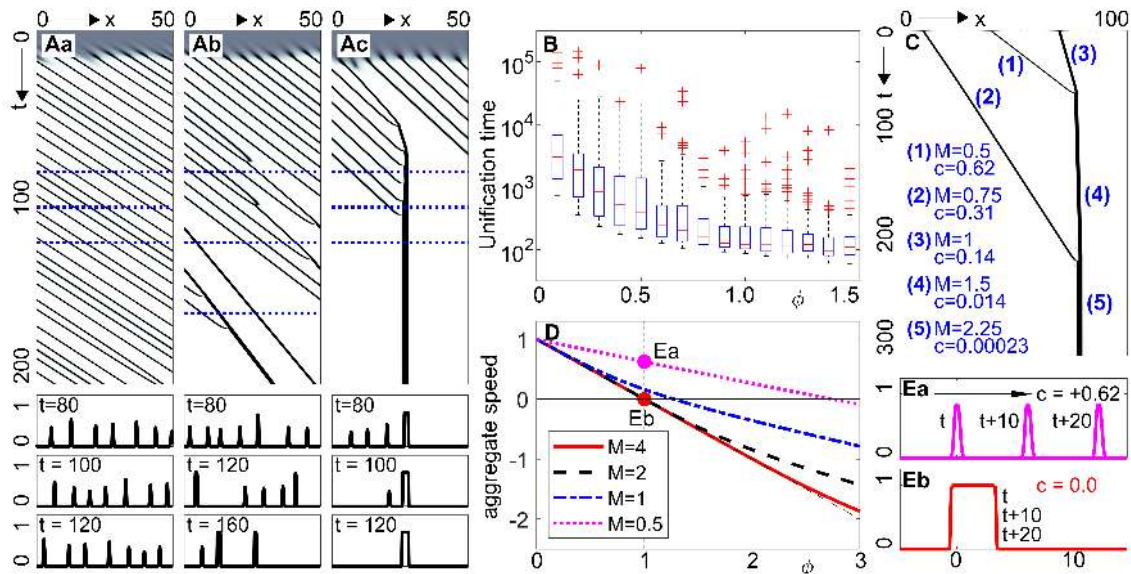 0 x 50
0 x 50
0 x 50
0
t
100
200
Aa
Ab
Ac
t=80
t = 100
t=120
t=80
t = 120
t=160
t=80
t = 100
t = 120
1
0
1
0
1
0
B
Unification time
10^5
10^4
10^3
10^2
0 0.5 1.0 ϕ 1.5
D
aggregate speed
1
0
-1
-2
0 1 2 ϕ 3
Ea
Eb
M=4
M=2
M=1
M=0.5
0 x 100
C
0
t
100
200
300
(1)
(2)
(3)
(4)
(5)
(1) M=0.5
c=0.62
(2) M=0.75
c=0.31
(3) M=1
c=0.14
(4) M=1.5
c=0.014
(5) M=2.25
c=0.00023
Ea
c = +0.62
t t+10 t+20
1
0
Eb
c = 0.0
t
t+10
t+20
1
0
0 10